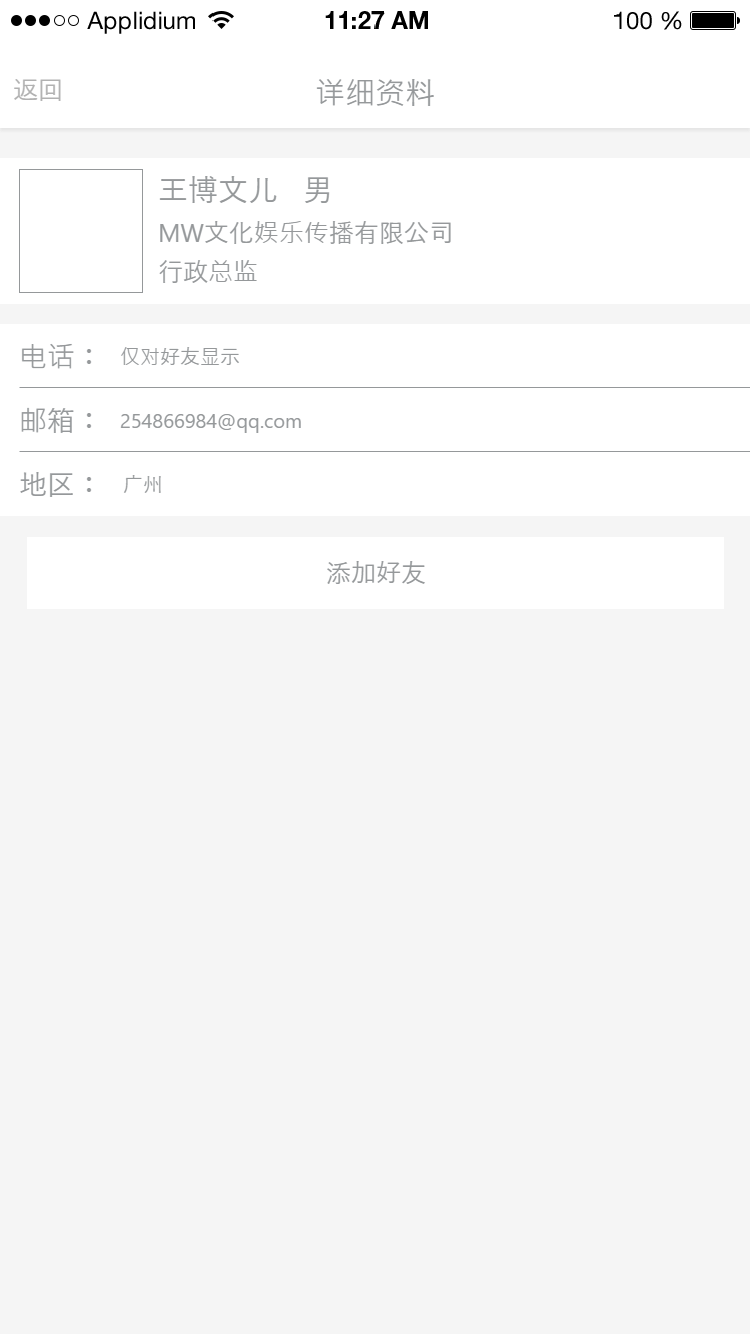 Applidium 11:27 AM 100 %
返回 详细资料
王博文儿 男
MW文化娱乐传播有限公司
行政总监
电话： 仅对好友显示
邮箱： 254866984@qq.com
地区： 广州
添加好友